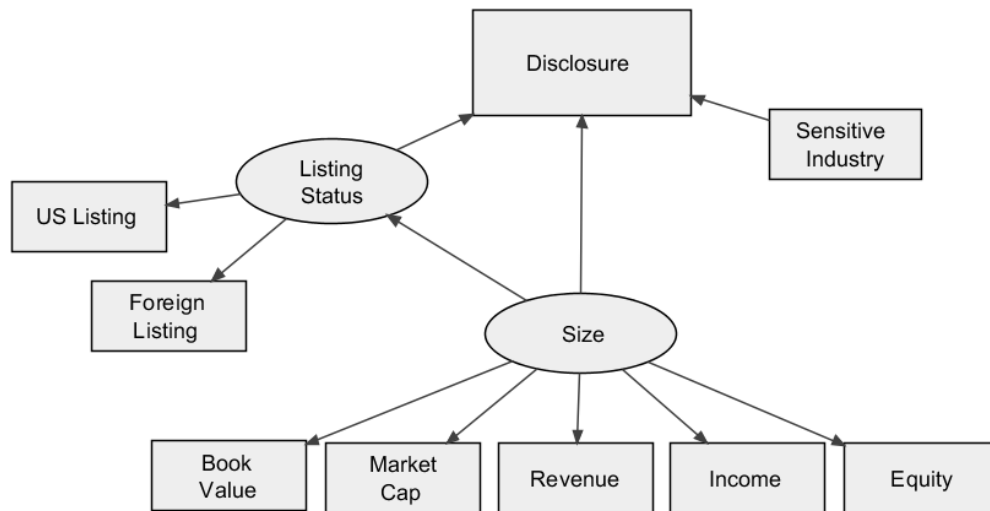 Disclosure
Sensitive
Industry
Listing
Status
US Listing
Foreign
Listing
Size
Book
Value
Market
Cap
Revenue
Income
Equity